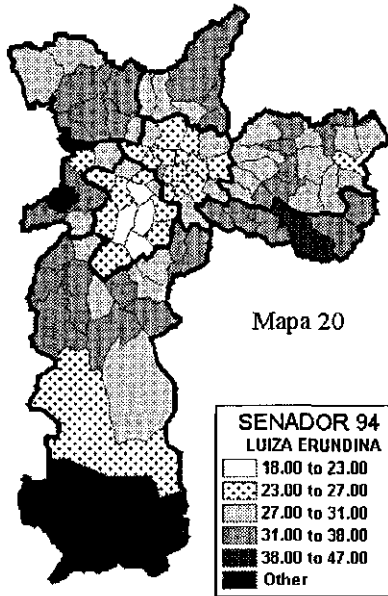 Mapa 20
SENADOR 94
LUIZA ERUNDINA
18.00 to 23.00
23.00 to 27.00
27.00 to 31.00
31.00 to 38.00
38.00 to 47.00
Other